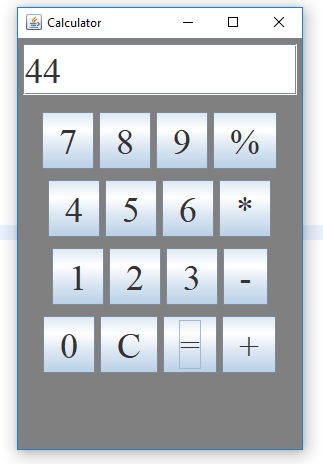 Calculator
44
7 8 9 %
4 5 6 *
1 2 3 -
0 C = +